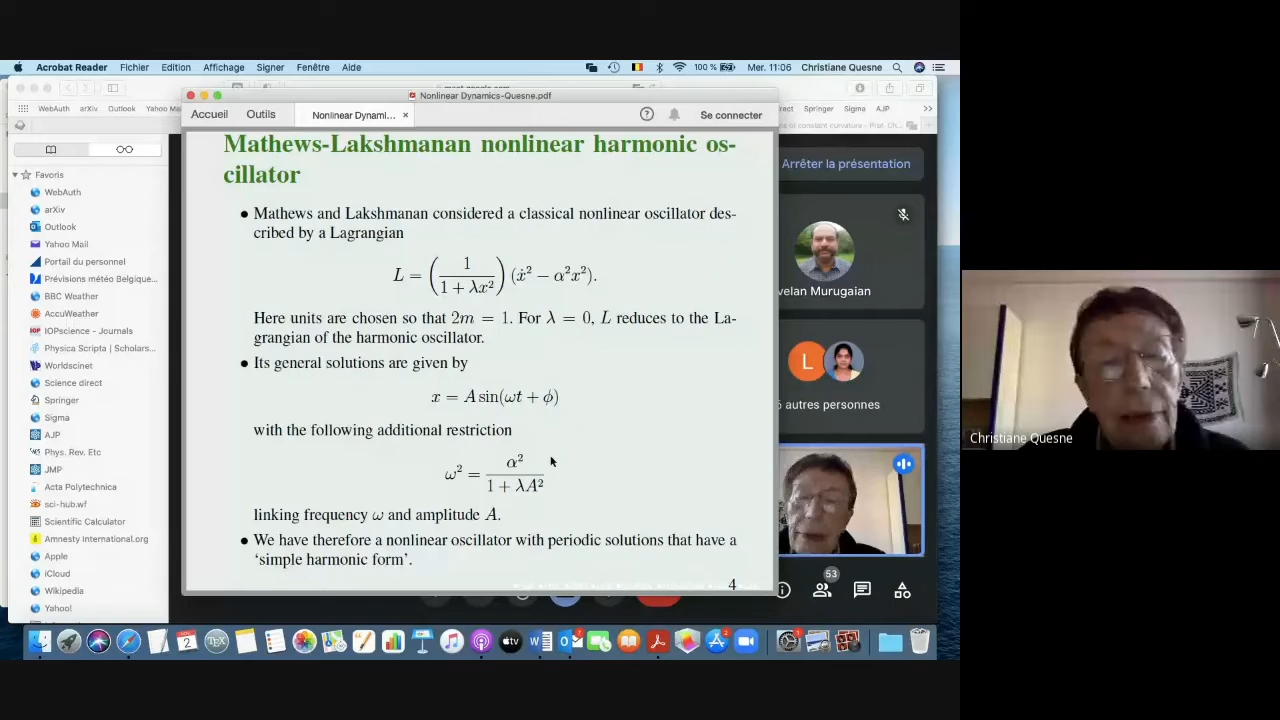 Acrobat Reader Fichier Edition Affichage Signer Fenêtre Aide 100 % Mer. 11:06 Christiane Quesne
Nonlinear Dynamics-Quesne.pdf
WebAuth arXiv Outlook Yahoo Springer Sigma AJP
Accueil Outils Nonlinear Dynami... × Se connecter
Favoris
WebAuth
arXiv
Outlook
Yahoo Mail
Portail du personnel
Prévisions météo Belgique...
BBC Weather
AccuWeather
IOPscience - Journals
Physica Scripta | Scholars...
Worldscinet
Science direct
Springer
Sigma
AJP
Phys. Rev. Etc
JMP
Acta Polytechnica
sci-hub.wf
Scientific Calculator
Amnesty International.org
Apple
iCloud
Wikipedia
Yahoo!
Mathews-Lakshmanan nonlinear harmonic os-
cillator
• Mathews and Lakshmanan considered a classical nonlinear oscillator des-
cribed by a Lagrangian
L = (1 / (1 + λx²)) (ẋ² − α²x²).
Here units are chosen so that 2m = 1. For λ = 0, L reduces to the La-
grangian of the harmonic oscillator.
• Its general solutions are given by
x = A sin(ωt + ϕ)
with the following additional restriction
ω² = α² / (1 + λA²)
linking frequency ω and amplitude A.
• We have therefore a nonlinear oscillator with periodic solutions that have a
‘simple harmonic form’.
4
Arrêter la présentation
velan Murugaian
L
autres personnes
53
Christiane Quesne